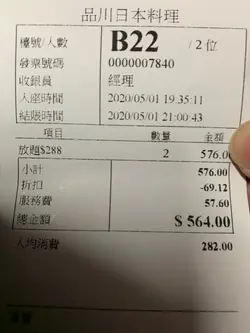 品川日本料理
檯號/人數 B22 / 2 位
發票號碼 0000007840
收銀員 經理
入座時間 2020/05/01 19:35:11
結賬時間 2020/05/01 21:00:43
項目 數量 金額
放題$288 2 576.00
小計 576.00
折扣 -69.12
服務費 57.60
總金額 $ 564.00
人均消費 282.00